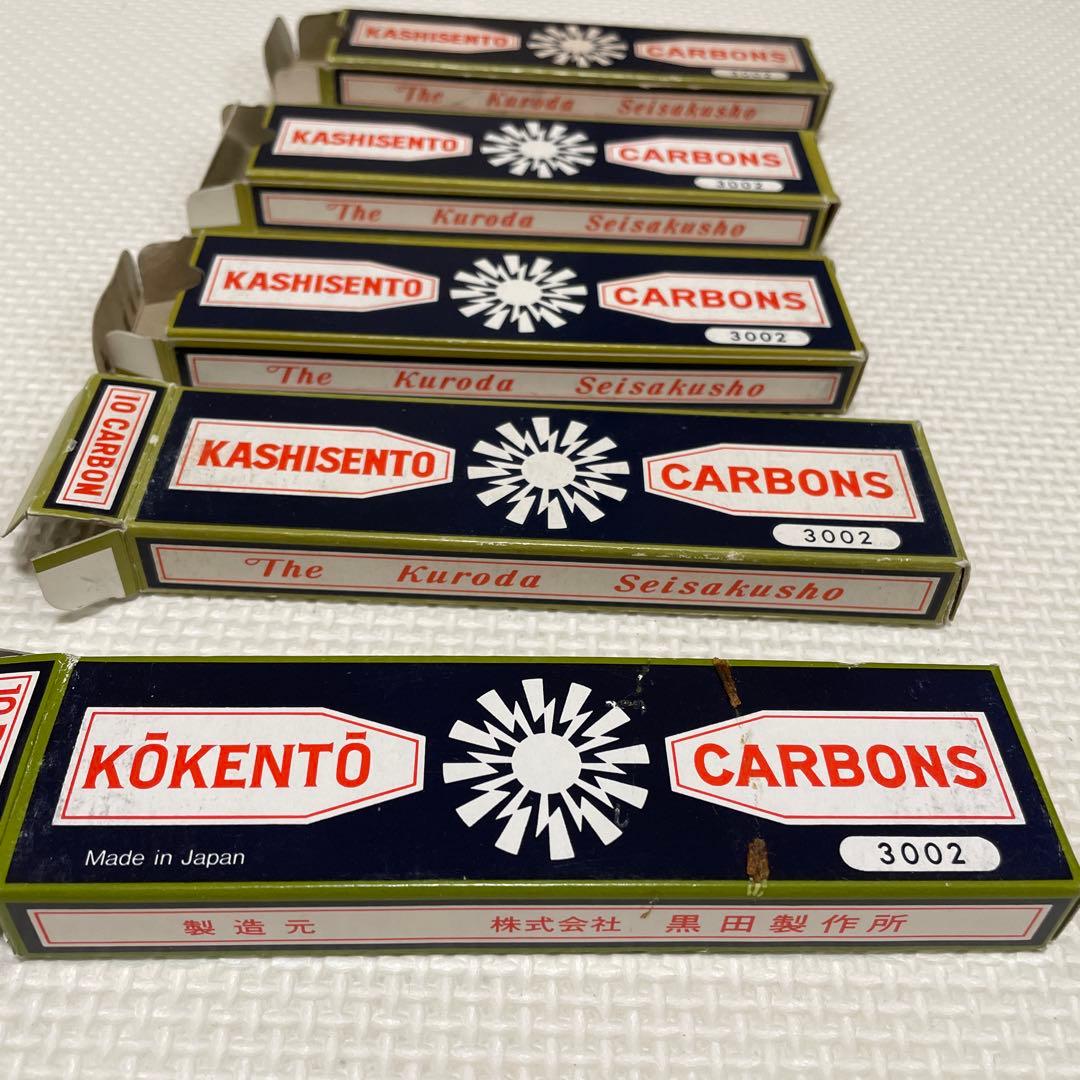 KASHISENTO CARBONS
3002
The Kuroda Seisakusho
KASHISENTO CARBONS
3002
The Kuroda Seisakusho
KASHISENTO CARBONS
3002
The Kuroda Seisakusho
10 CARBON
KASHISENTO CARBONS
3002
The Kuroda Seisakusho
10
KŌKENTŌ CARBONS
Made in Japan
3002
製造元 株式会社 黒田製作所